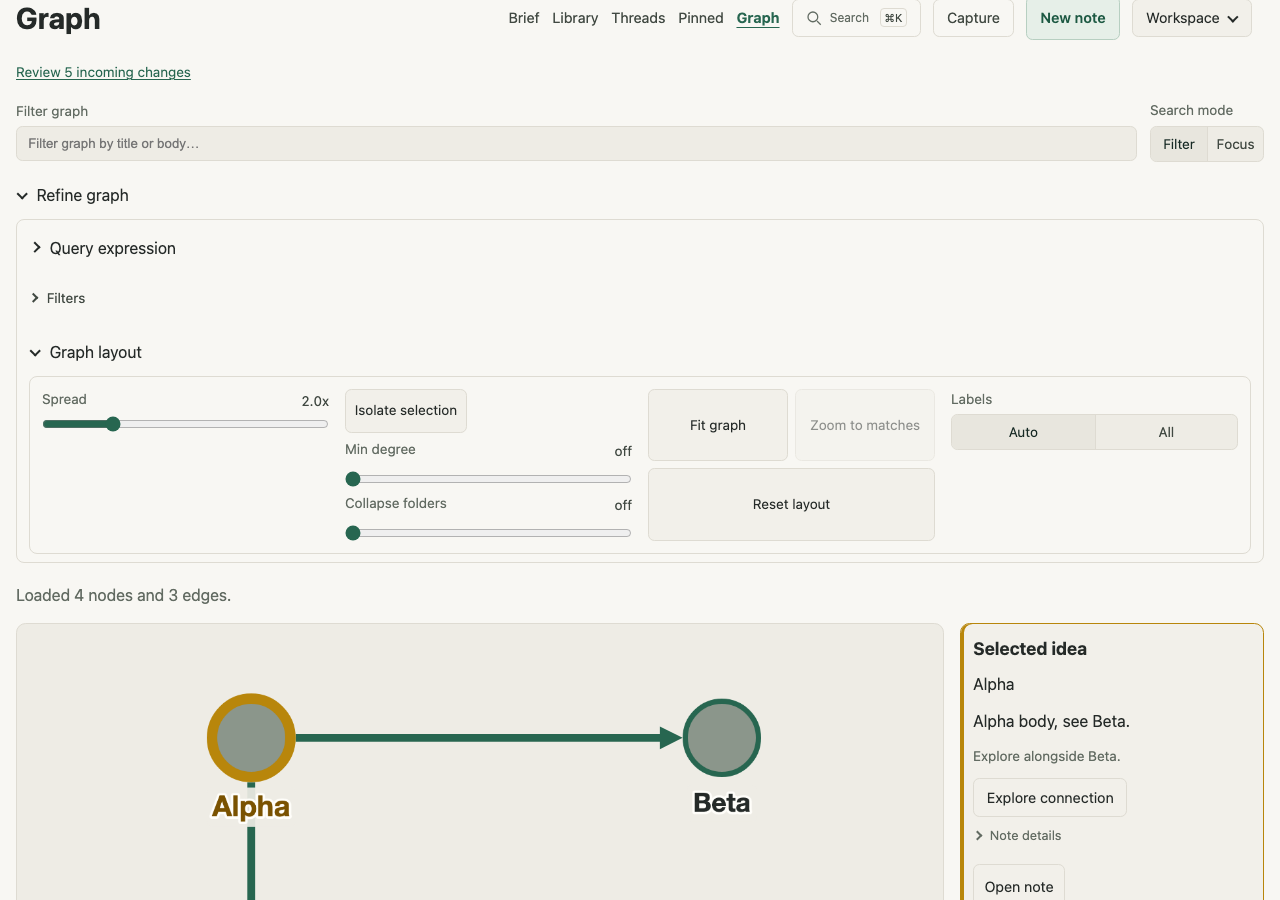 Graph
Brief Library Threads Pinned Graph Search ⌘K Capture New note Workspace
Review 5 incoming changes
Filter graph
Search mode
Filter graph by title or body…
Filter Focus
Refine graph
Query expression
Filters
Graph layout
Spread 2.0x
Isolate selection
Min degree off
Collapse folders off
Fit graph
Zoom to matches
Reset layout
Labels
Auto All
Loaded 4 nodes and 3 edges.
Alpha
Beta
Selected idea
Alpha
Alpha body, see Beta.
Explore alongside Beta.
Explore connection
Note details
Open note